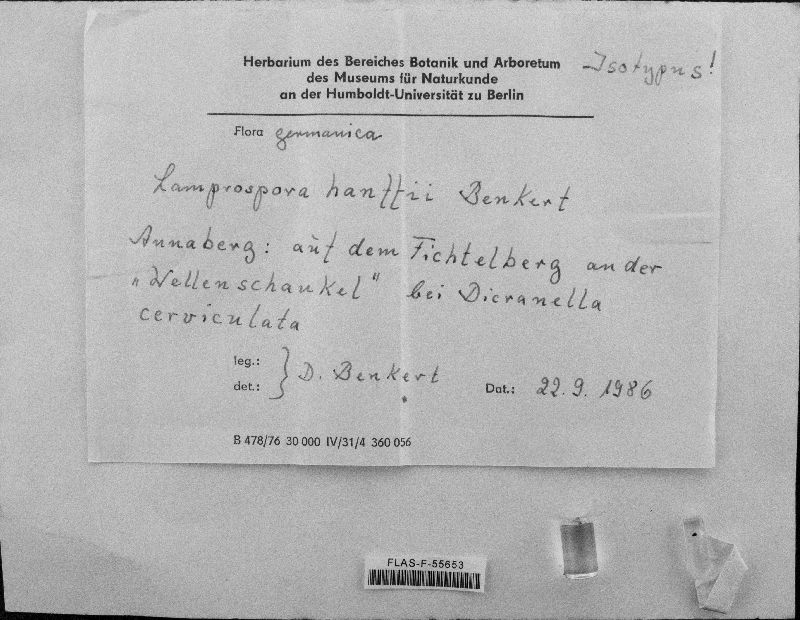 Herbarium des Bereiches Botanik und Arboretum
des Museums für Naturkunde
an der Humboldt-Universität zu Berlin
-Isotypus!
Flora germanica
Lamprospora hanffii Benkert
Annaberg: auf dem Fichtelberg an der
"Wellenschaukel" bei Dicranella
cerviculata
leg.:
det.: } D. Benkert
Dat.: 22.9.1986
B 478/76 30 000 IV/31/4 360 056
FLAS-F-55653